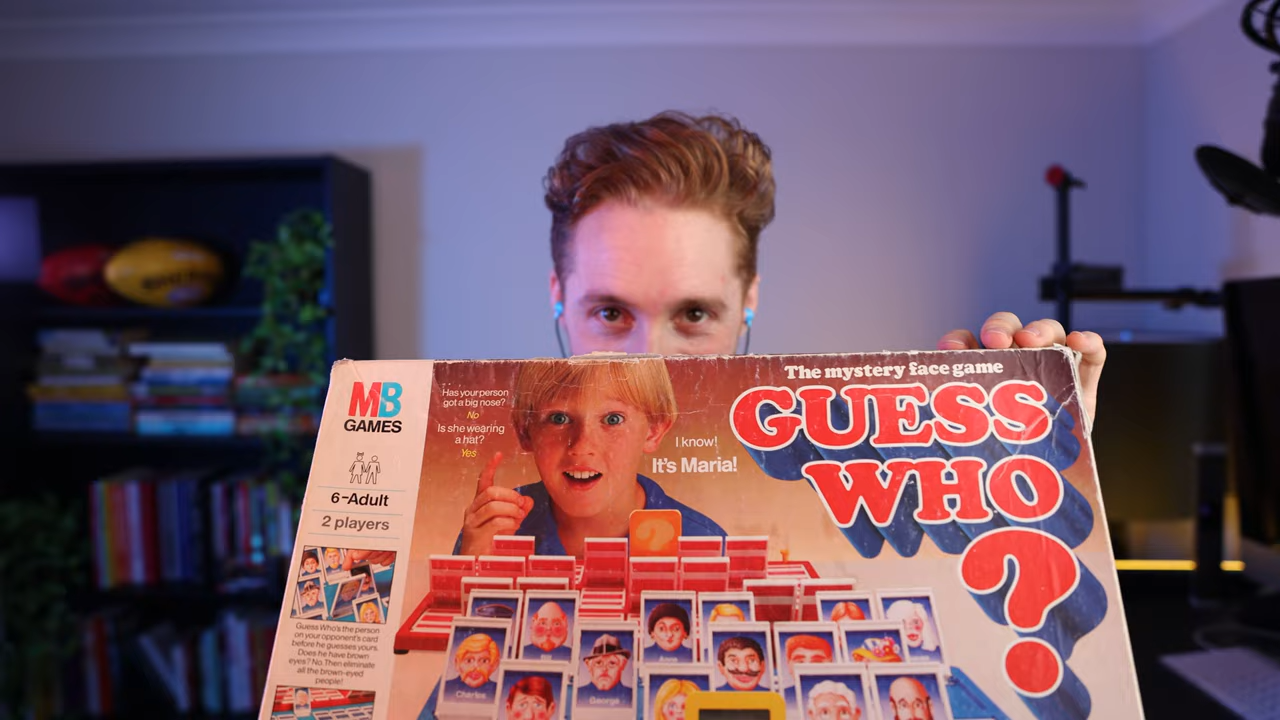 MB
GAMES
6-Adult
2 players
Guess Who's the person
on your opponent's card
before he guesses yours.
Does he have brown
eyes? No. Then eliminate
all the brown-eyed
people!
Has your person
got a big nose?
No
Is she wearing
a hat?
Yes
I know!
It's Maria!
The mystery face game
GUESS
WHO
?
?
Charles
George
Anne